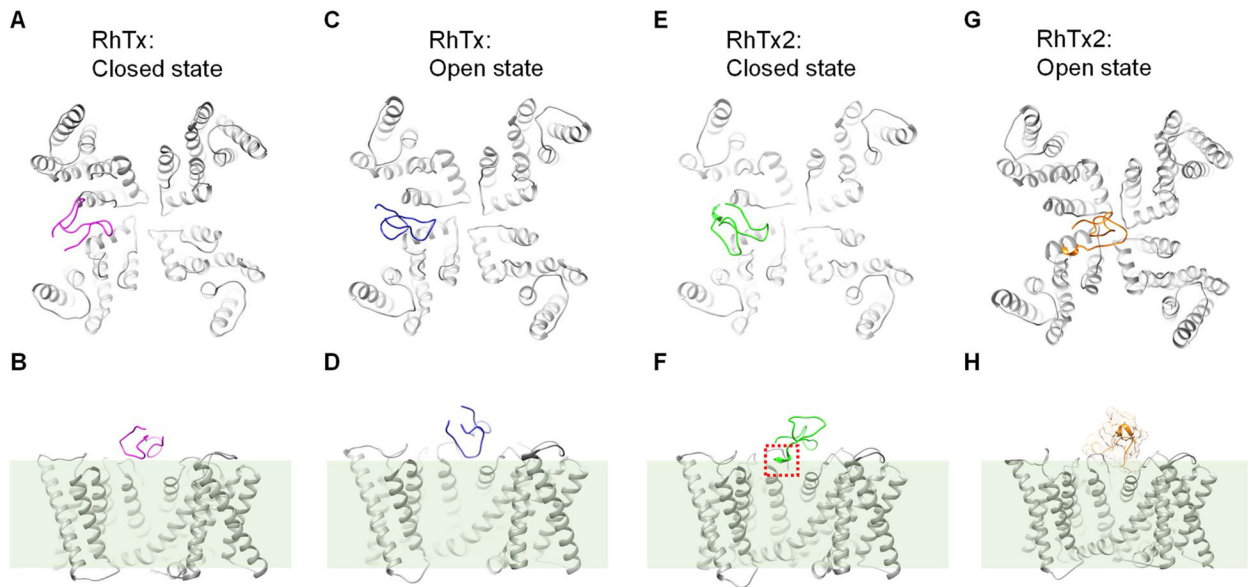 A
RhTx:
Closed state
C
RhTx:
Open state
E
RhTx2:
Closed state
G
RhTx2:
Open state
B
D
F
H